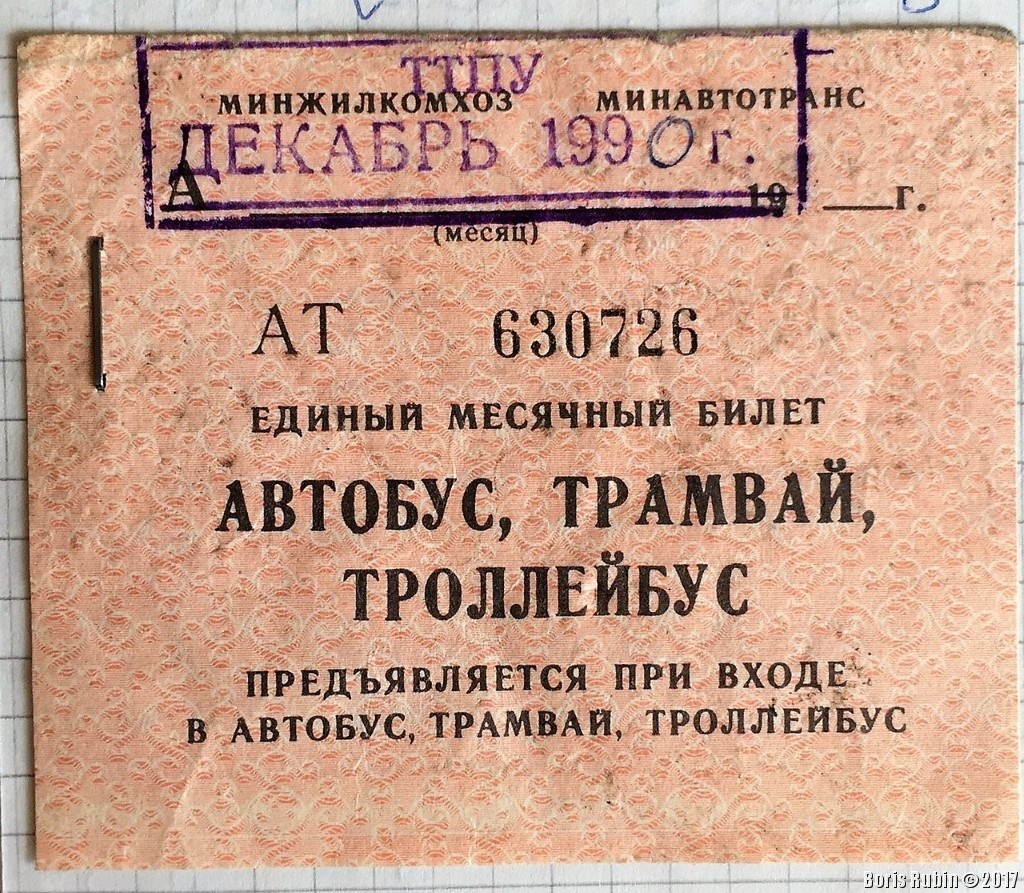 ТТПУ
МИНЖИЛКОМХОЗ МИНАВТОТРАНС
ДЕКАБРЬ 1990 г.
А 19 г.
(месяц)
АТ 630726
ЕДИНЫЙ МЕСЯЧНЫЙ БИЛЕТ
АВТОБУС, ТРАМВАЙ,
ТРОЛЛЕЙБУС
ПРЕДЪЯВЛЯЕТСЯ ПРИ ВХОДЕ
В АВТОБУС, ТРАМВАЙ, ТРОЛЛЕЙБУС
Boris Rubin © 2017